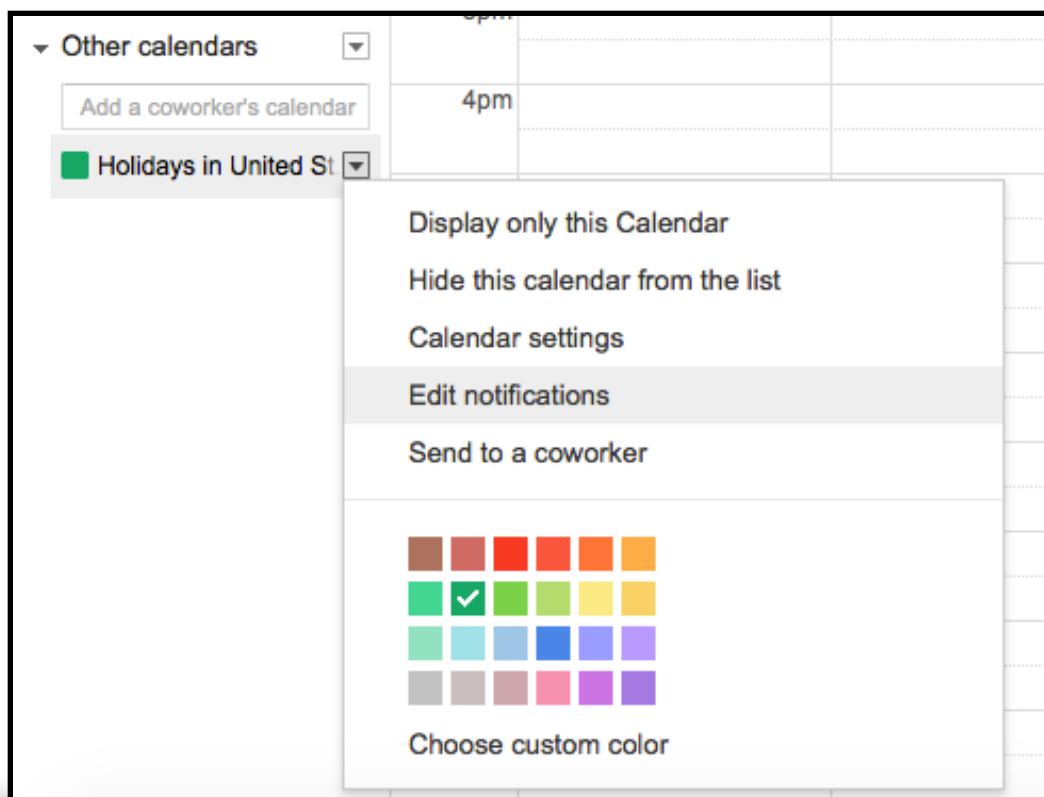 Other calendars
Add a coworker's calendar
4pm
Holidays in United St
Display only this Calendar
Hide this calendar from the list
Calendar settings
Edit notifications
Send to a coworker
Choose custom color